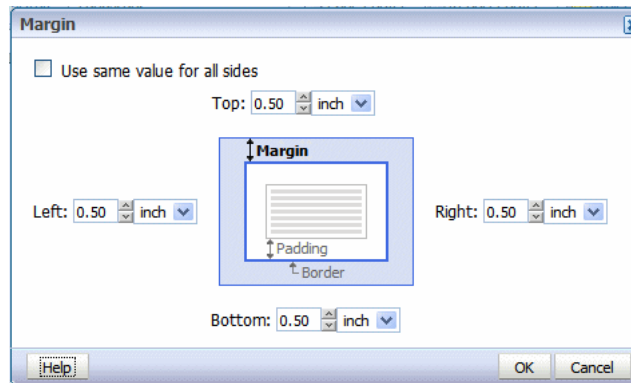 Margin
Use same value for all sides
Top: 0.50 inch
Margin
Left: 0.50 inch
Right: 0.50 inch
Padding
Border
Bottom: 0.50 inch
Help OK Cancel